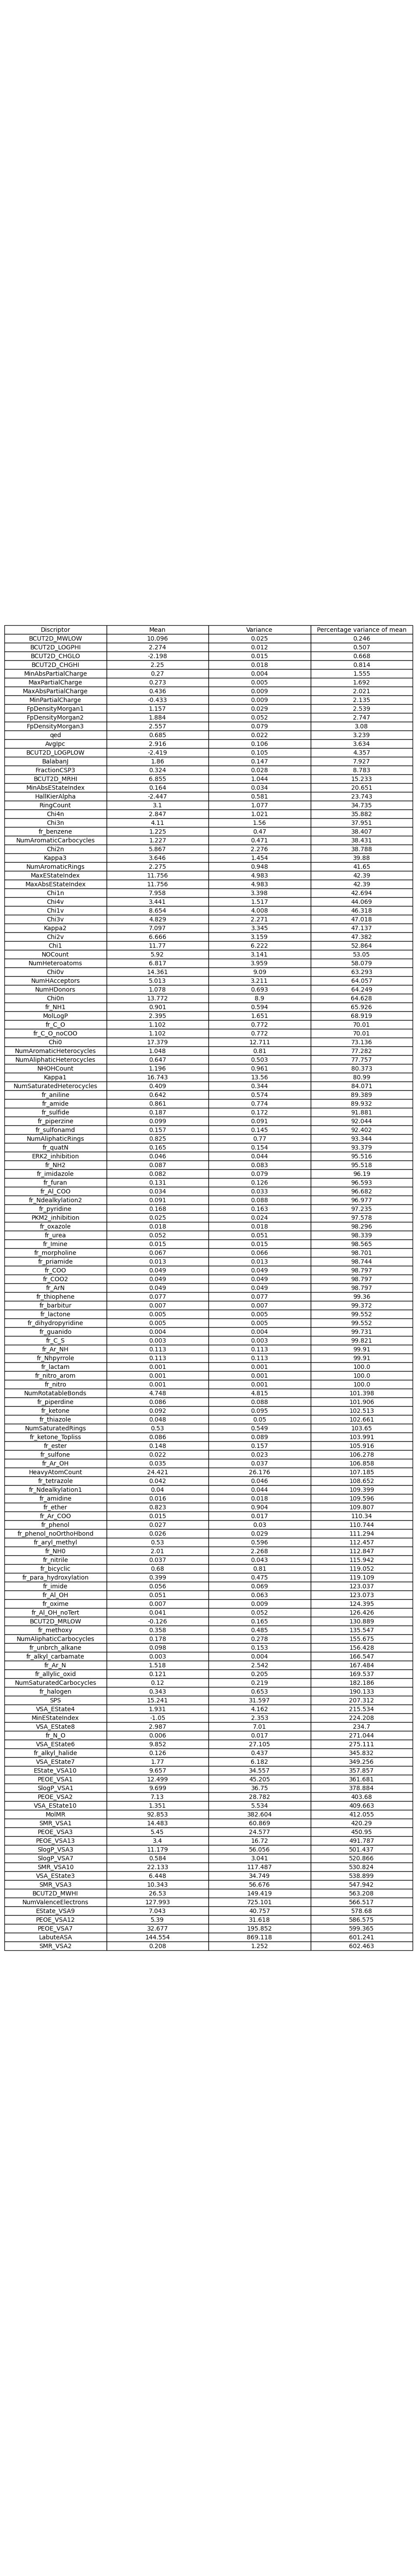 Discriptor Mean Variance Percentage variance of mean
BCUT2D_MWLOW 10.096 0.025 0.246
BCUT2D_LOGPHI 2.274 0.012 0.507
BCUT2D_CHGLO -2.198 0.015 0.668
BCUT2D_CHGHI 2.25 0.018 0.814
MinAbsPartialCharge 0.27 0.004 1.555
MaxPartialCharge 0.273 0.005 1.692
MaxAbsPartialCharge 0.436 0.009 2.021
MinPartialCharge -0.433 0.009 2.135
FpDensityMorgan1 1.157 0.029 2.539
FpDensityMorgan2 1.884 0.052 2.747
FpDensityMorgan3 2.557 0.079 3.08
qed 0.685 0.022 3.239
AvgIpc 2.916 0.106 3.634
BCUT2D_LOGPLOW -2.419 0.105 4.357
BalabanJ 1.86 0.147 7.927
FractionCSP3 0.324 0.028 8.783
BCUT2D_MRHI 6.855 1.044 15.233
MinAbsEStateIndex 0.164 0.034 20.651
HallKierAlpha -2.447 0.581 23.743
RingCount 3.1 1.077 34.735
Chi4n 2.847 1.021 35.882
Chi3n 4.11 1.56 37.951
fr_benzene 1.225 0.47 38.407
NumAromaticCarbocycles 1.227 0.471 38.431
Chi2n 5.867 2.276 38.788
Kappa3 3.646 1.454 39.88
NumAromaticRings 2.275 0.948 41.65
MaxEStateIndex 11.756 4.983 42.39
MaxAbsEStateIndex 11.756 4.983 42.39
Chi1n 7.958 3.398 42.694
Chi4v 3.441 1.517 44.069
Chi1v 8.654 4.008 46.318
Chi3v 4.829 2.271 47.018
Kappa2 7.097 3.345 47.137
Chi2v 6.666 3.159 47.382
Chi1 11.77 6.222 52.864
NOCount 5.92 3.141 53.05
NumHeteroatoms 6.817 3.959 58.079
Chi0v 14.361 9.09 63.293
NumHAcceptors 5.013 3.211 64.057
NumHDonors 1.078 0.693 64.249
Chi0n 13.772 8.9 64.628
fr_NH1 0.901 0.594 65.926
MolLogP 2.395 1.651 68.919
fr_C_O 1.102 0.772 70.01
fr_C_O_noCOO 1.102 0.772 70.01
Chi0 17.379 12.711 73.136
NumAromaticHeterocycles 1.048 0.81 77.282
NumAliphaticHeterocycles 0.647 0.503 77.757
NHOHCount 1.196 0.961 80.373
Kappa1 16.743 13.56 80.99
NumSaturatedHeterocycles 0.409 0.344 84.071
fr_aniline 0.642 0.574 89.389
fr_amide 0.861 0.774 89.932
fr_sulfide 0.187 0.172 91.881
fr_piperzine 0.099 0.091 92.044
fr_sulfonamd 0.157 0.145 92.402
NumAliphaticRings 0.825 0.77 93.344
fr_quatN 0.165 0.154 93.379
ERK2_inhibition 0.046 0.044 95.516
fr_NH2 0.087 0.083 95.518
fr_imidazole 0.082 0.079 96.19
fr_furan 0.131 0.126 96.593
fr_Al_COO 0.034 0.033 96.682
fr_Ndealkylation2 0.091 0.088 96.977
fr_pyridine 0.168 0.163 97.235
PKM2_inhibition 0.025 0.024 97.578
fr_oxazole 0.018 0.018 98.296
fr_urea 0.052 0.051 98.339
fr_Imine 0.015 0.015 98.565
fr_morpholine 0.067 0.066 98.701
fr_priamide 0.013 0.013 98.744
fr_COO 0.049 0.049 98.797
fr_COO2 0.049 0.049 98.797
fr_ArN 0.049 0.049 98.797
fr_thiophene 0.077 0.077 99.36
fr_barbitur 0.007 0.007 99.372
fr_lactone 0.005 0.005 99.552
fr_dihydropyridine 0.005 0.005 99.552
fr_guanido 0.004 0.004 99.731
fr_C_S 0.003 0.003 99.821
fr_Ar_NH 0.113 0.113 99.91
fr_Nhpyrrole 0.113 0.113 99.91
fr_lactam 0.001 0.001 100.0
fr_nitro_arom 0.001 0.001 100.0
fr_nitro 0.001 0.001 100.0
NumRotatableBonds 4.748 4.815 101.398
fr_piperdine 0.086 0.088 101.906
fr_ketone 0.092 0.095 102.513
fr_thiazole 0.048 0.05 102.661
NumSaturatedRings 0.53 0.549 103.65
fr_ketone_Topliss 0.086 0.089 103.991
fr_ester 0.148 0.157 105.916
fr_sulfone 0.022 0.023 106.278
fr_Ar_OH 0.035 0.037 106.858
HeavyAtomCount 24.421 26.176 107.185
fr_tetrazole 0.042 0.046 108.652
fr_Ndealkylation1 0.04 0.044 109.399
fr_amidine 0.016 0.018 109.596
fr_ether 0.823 0.904 109.807
fr_Ar_COO 0.015 0.017 110.34
fr_phenol 0.027 0.03 110.744
fr_phenol_noOrthoHbond 0.026 0.029 111.294
fr_aryl_methyl 0.53 0.596 112.457
fr_NH0 2.01 2.268 112.847
fr_nitrile 0.037 0.043 115.942
fr_bicyclic 0.68 0.81 119.052
fr_para_hydroxylation 0.399 0.475 119.109
fr_imide 0.056 0.069 123.037
fr_Al_OH 0.051 0.063 123.073
fr_oxime 0.007 0.009 124.395
fr_Al_OH_noTert 0.041 0.052 126.426
BCUT2D_MRLOW -0.126 0.165 130.889
fr_methoxy 0.358 0.485 135.547
NumAliphaticCarbocycles 0.178 0.278 155.675
fr_unbrch_alkane 0.098 0.153 156.428
fr_alkyl_carbamate 0.003 0.004 166.547
fr_Ar_N 1.518 2.542 167.484
fr_allylic_oxid 0.121 0.205 169.537
NumSaturatedCarbocycles 0.12 0.219 182.186
fr_halogen 0.343 0.653 190.133
SPS 15.241 31.597 207.312
VSA_EState4 1.931 4.162 215.534
MinEStateIndex -1.05 2.353 224.208
VSA_EState8 2.987 7.01 234.7
fr_N_O 0.006 0.017 271.044
VSA_EState6 9.852 27.105 275.111
fr_alkyl_halide 0.126 0.437 345.832
VSA_EState7 1.77 6.182 349.256
EState_VSA10 9.657 34.557 357.857
PEOE_VSA1 12.499 45.205 361.681
SlogP_VSA1 9.699 36.75 378.884
PEOE_VSA2 7.13 28.782 403.68
VSA_EState10 1.351 5.534 409.663
MolMR 92.853 382.604 412.055
SMR_VSA1 14.483 60.869 420.29
PEOE_VSA3 5.45 24.577 450.95
PEOE_VSA13 3.4 16.72 491.787
SlogP_VSA3 11.179 56.056 501.437
SlogP_VSA7 0.584 3.041 520.866
SMR_VSA10 22.133 117.487 530.824
VSA_EState3 6.448 34.749 538.899
SMR_VSA3 10.343 56.676 547.942
BCUT2D_MWHI 26.53 149.419 563.208
NumValenceElectrons 127.993 725.101 566.517
EState_VSA9 7.043 40.757 578.68
PEOE_VSA12 5.39 31.618 586.575
PEOE_VSA7 32.677 195.852 599.365
LabuteASA 144.554 869.118 601.241
SMR_VSA2 0.208 1.252 602.463